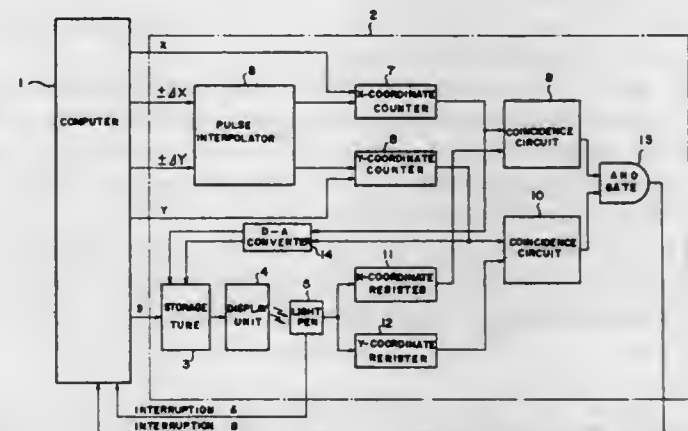 2
X
1
6
7
9
±ΔX
X-COORDINATE
COUNTER
COMPUTER
PULSE
INTERPOLATOR
COINCIDENCE
CIRCUIT
8
13
±ΔY
Y-COORDINATE
COUNTER
AND
GATE
Y
10
D-A
CONVERTER
14
COINCIDENCE
CIRCUIT
11
4
5
X-COORDINATE
REGISTER
S
STORAGE
TUBE
DISPLAY
UNIT
LIGHT
PEN
12
Y-COORDINATE
REGISTER
3
INTERRUPTION A
INTERRUPTION B